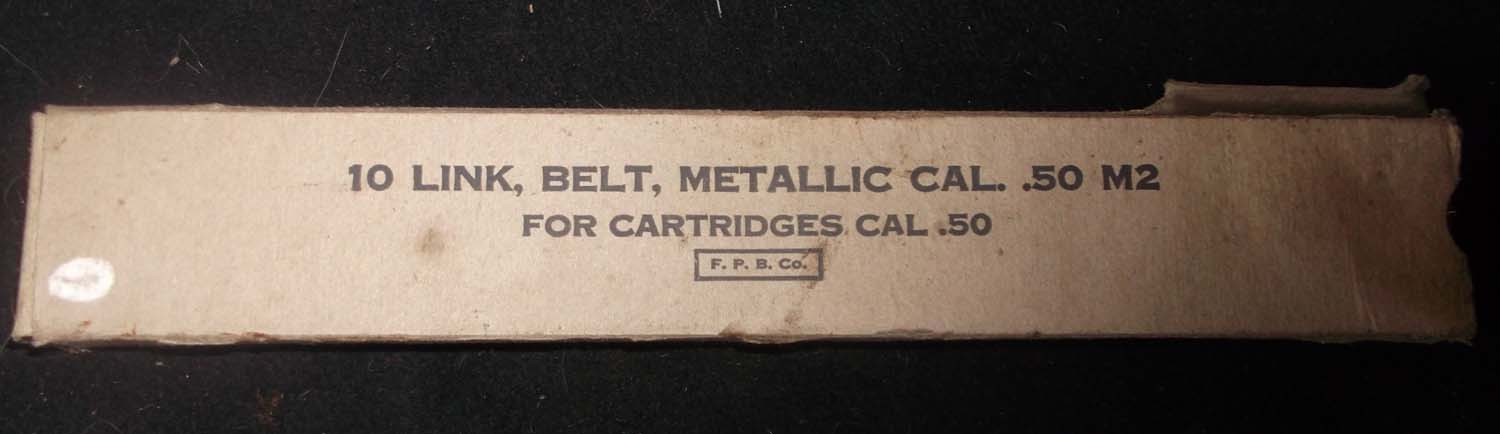 10 LINK, BELT, METALLIC CAL. .50 M2
FOR CARTRIDGES CAL .50
F. P. B. Co.